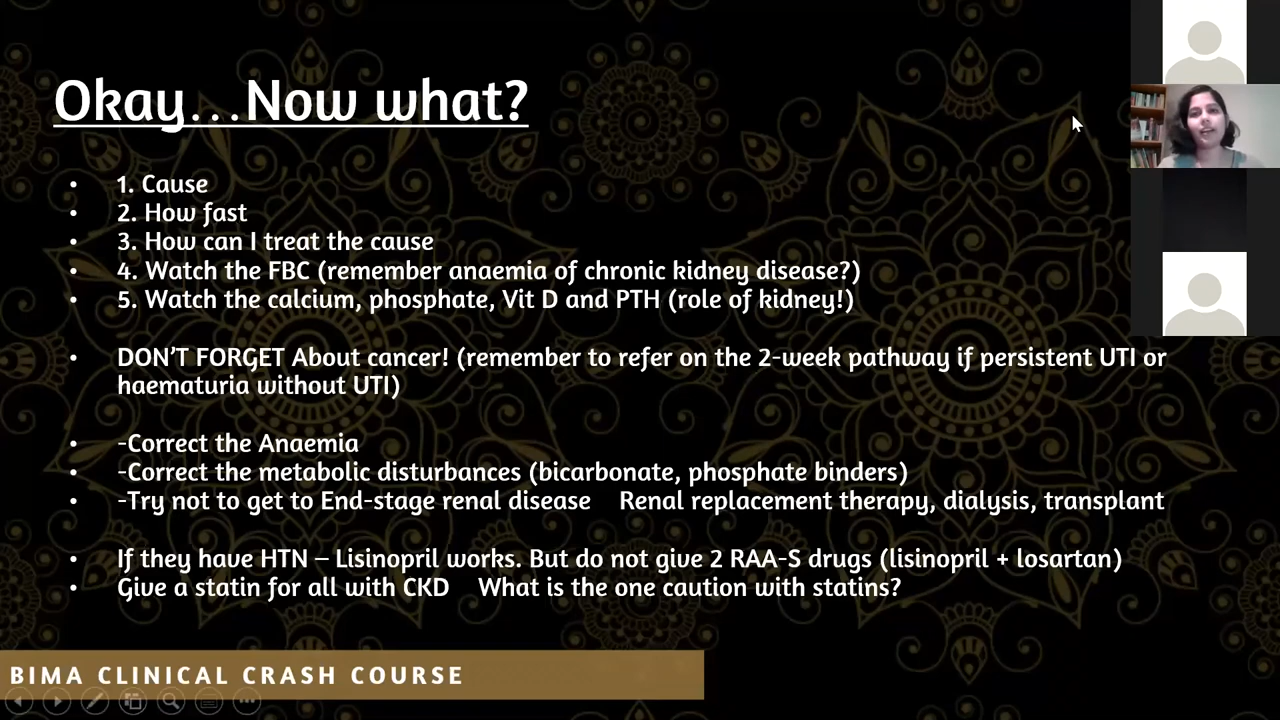 Okay...Now what?
• 1. Cause
• 2. How fast
• 3. How can I treat the cause
• 4. Watch the FBC (remember anaemia of chronic kidney disease?)
• 5. Watch the calcium, phosphate, Vit D and PTH (role of kidney!)
• DON’T FORGET About cancer! (remember to refer on the 2-week pathway if persistent UTI or
haematuria without UTI)
• -Correct the Anaemia
• -Correct the metabolic disturbances (bicarbonate, phosphate binders)
• -Try not to get to End-stage renal disease Renal replacement therapy, dialysis, transplant
• If they have HTN – Lisinopril works. But do not give 2 RAA-S drugs (lisinopril + losartan)
• Give a statin for all with CKD What is the one caution with statins?
BIMA CLINICAL CRASH COURSE